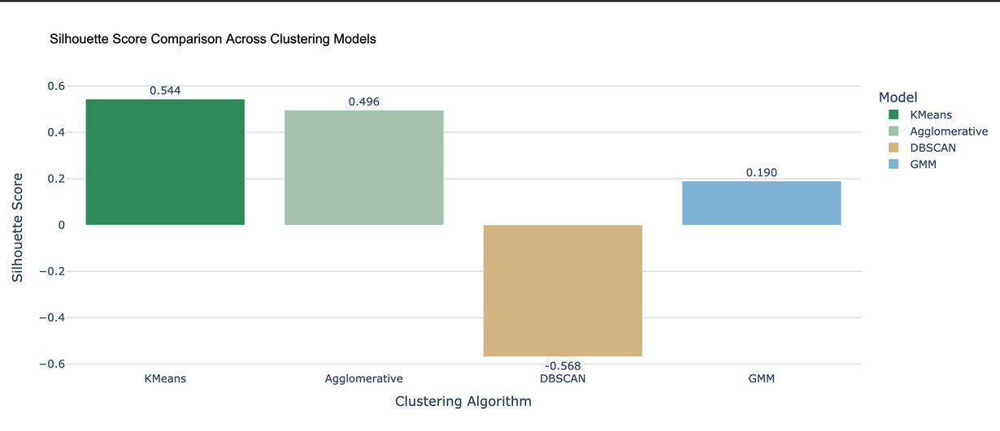 Silhouette Score Comparison Across Clustering Models
0.6
0.544
0.496
Model
KMeans
Agglomerative
DBSCAN
GMM
0.4
0.2
0.190
0
−0.2
−0.4
−0.6
-0.568
Silhouette Score
KMeans Agglomerative DBSCAN GMM
Clustering Algorithm